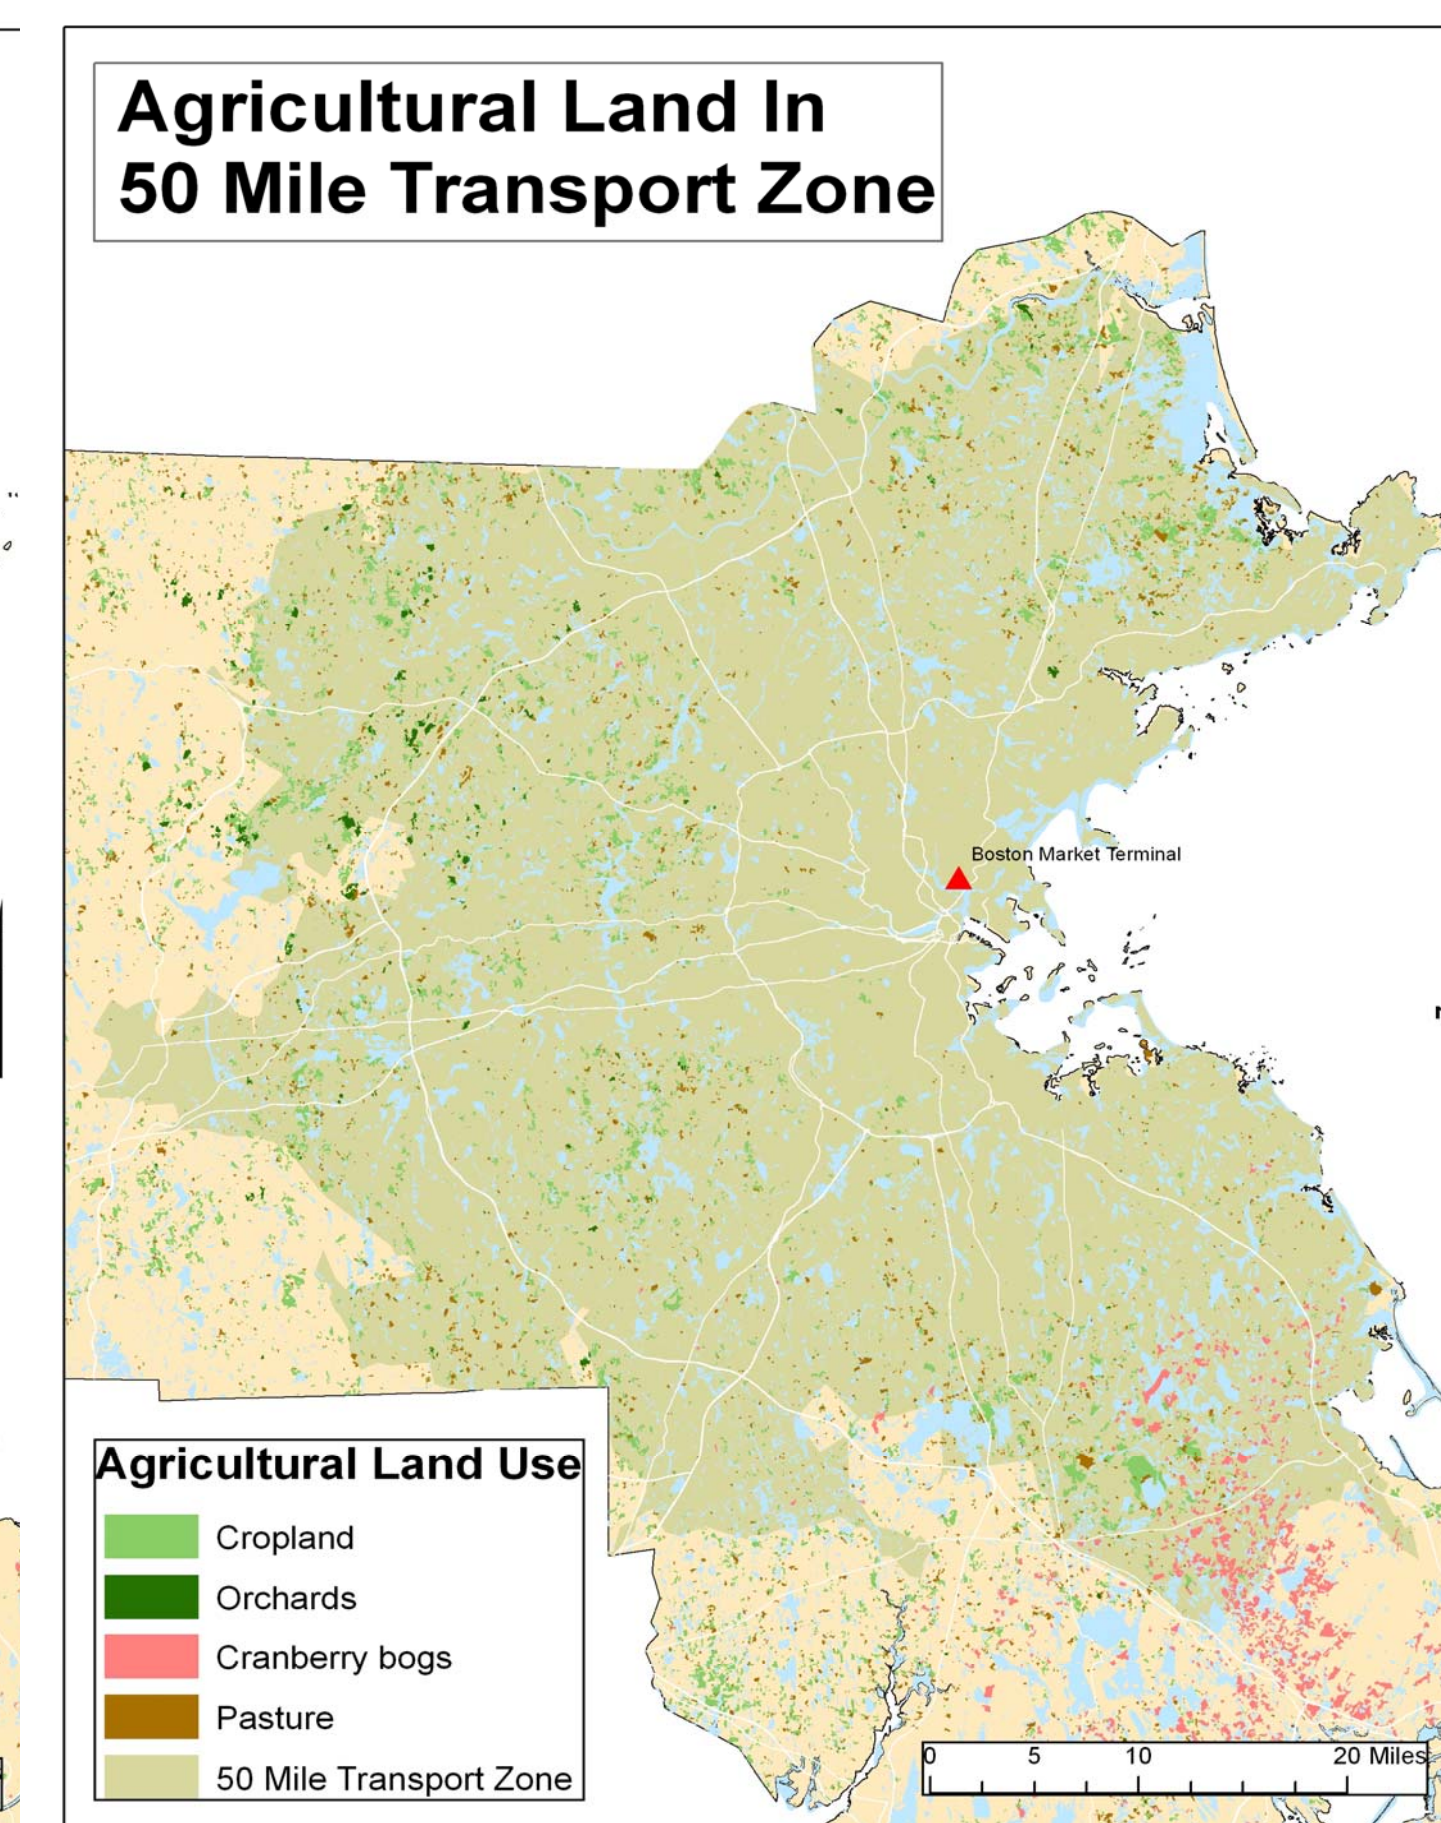 Agricultural Land In
50 Mile Transport Zone
Boston Market Terminal
Agricultural Land Use
Cropland
Orchards
Cranberry bogs
Pasture
50 Mile Transport Zone
0 5 10 20 Miles